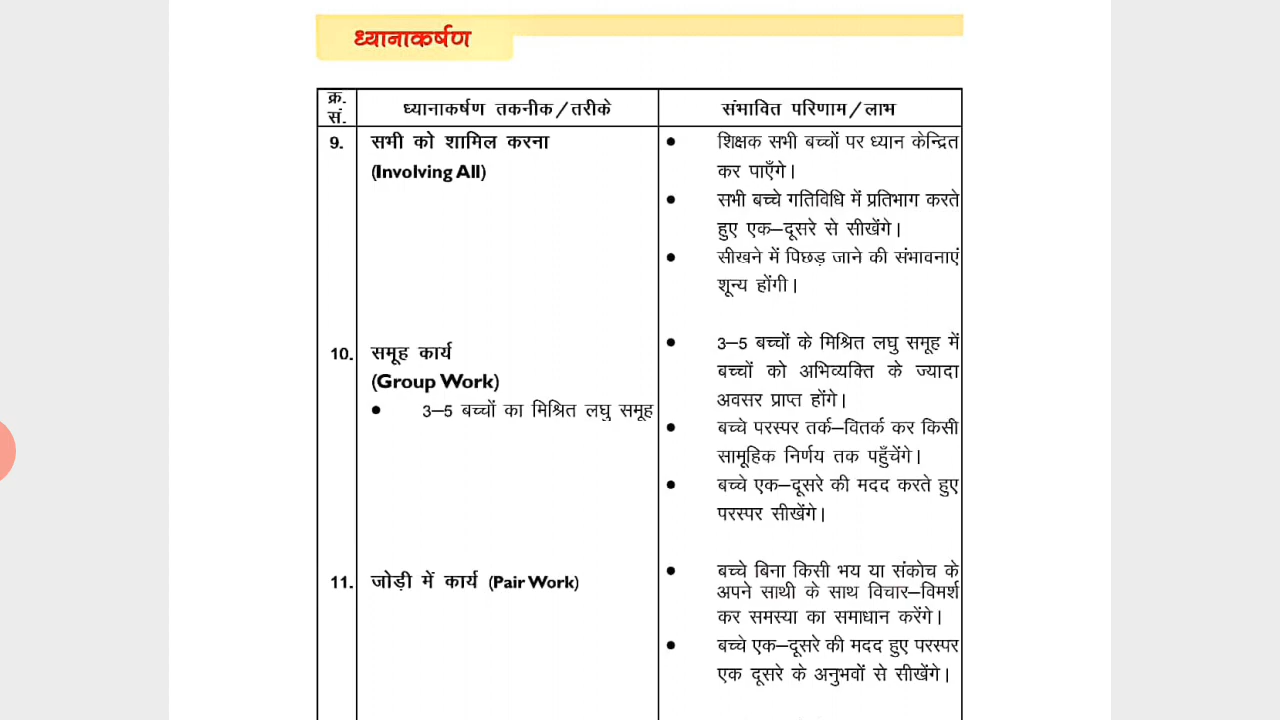 ध्यानाकर्षण
क्र. सं.
ध्यानाकर्षण तकनीक/तरीके
संभावित परिणाम/लाभ
9.
सभी को शामिल करना
(Involving All)
● शिक्षक सभी बच्चों पर ध्यान केन्द्रित
कर पाएँगे।
● सभी बच्चे गतिविधि में प्रतिभाग करते
हुए एक–दूसरे से सीखेंगे।
● सीखने में पिछड़ जाने की संभावनाएं
शून्य होंगी।
10.
समूह कार्य
(Group Work)
● 3–5 बच्चों का मिश्रित लघु समूह
● 3–5 बच्चों के मिश्रित लघु समूह में
बच्चों को अभिव्यक्ति के ज्यादा
अवसर प्राप्त होंगे।
● बच्चे परस्पर तर्क–वितर्क कर किसी
सामूहिक निर्णय तक पहुँचेंगे।
● बच्चे एक–दूसरे की मदद करते हुए
परस्पर सीखेंगे।
11.
जोड़ी में कार्य (Pair Work)
● बच्चे बिना किसी भय या संकोच के
अपने साथी के साथ विचार–विमर्श
कर समस्या का समाधान करेंगे।
● बच्चे एक–दूसरे की मदद हुए परस्पर
एक दूसरे के अनुभवों से सीखेंगे।